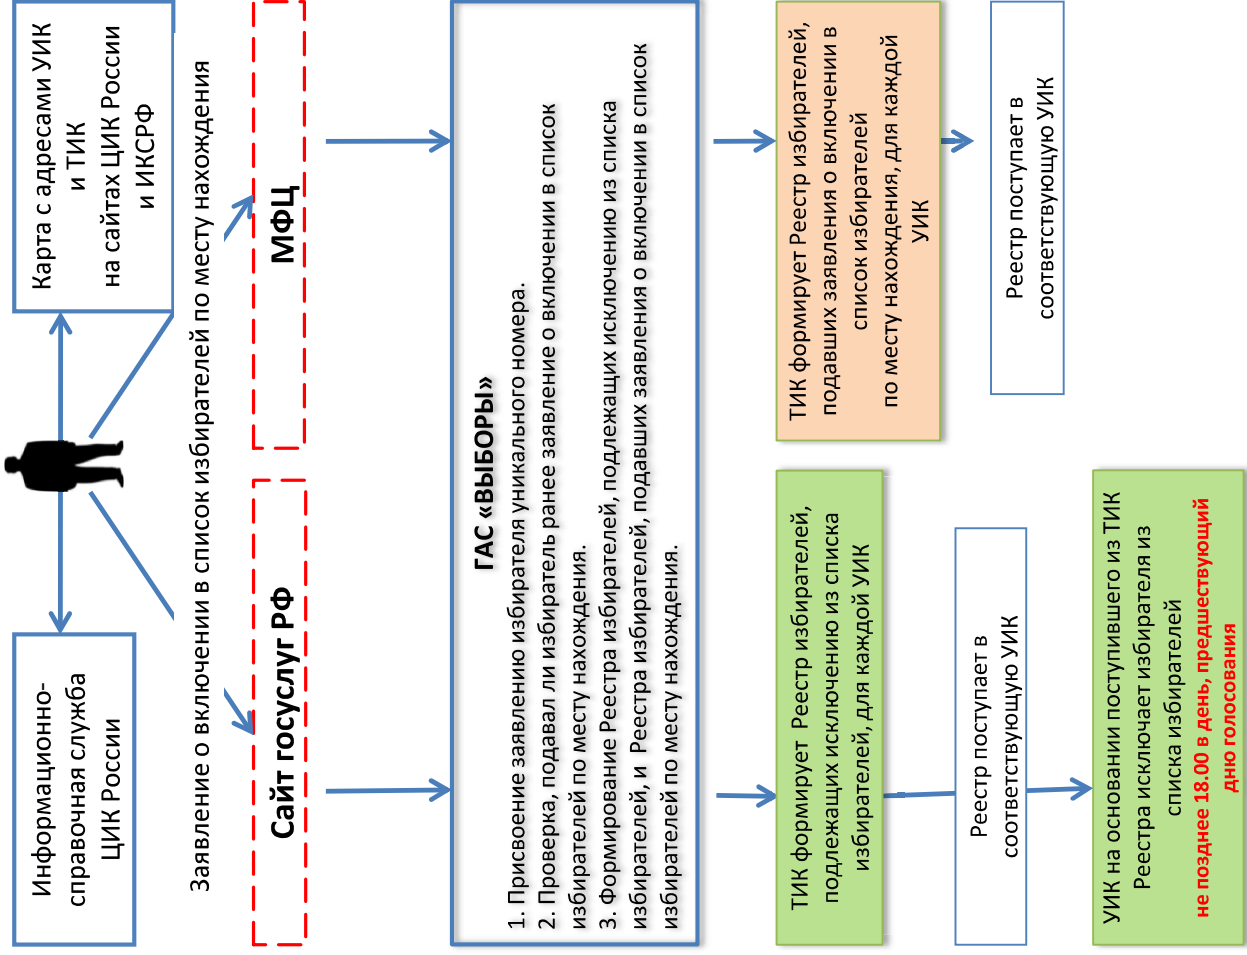 Информационно-
справочная служба
ЦИК России
Карта с адресами УИК
и ТИК
на сайтах ЦИК России
и ИКСРФ
Заявление о включении в список избирателей по месту нахождения
Сайт госуслуг РФ
МФЦ
ГАС «ВЫБОРЫ»
1. Присвоение заявлению избирателя уникального номера.
2. Проверка, подавал ли избиратель ранее заявление о включении в список
избирателей по месту нахождения.
3. Формирование Реестра избирателей, подлежащих исключению из списка
избирателей, и Реестра избирателей, подавших заявления о включении в список
избирателей по месту нахождения.
ТИК формирует Реестр избирателей,
подлежащих исключению из списка
избирателей, для каждой УИК
ТИК формирует Реестр избирателей,
подавших заявления о включении в
список избирателей
по месту нахождения, для каждой
УИК
Реестр поступает в
соответствующую УИК
Реестр поступает в
соответствующую УИК
УИК на основании поступившего из ТИК
Реестра исключает избирателя из
списка избирателей
не позднее 18.00 в день, предшествующий
дню голосования